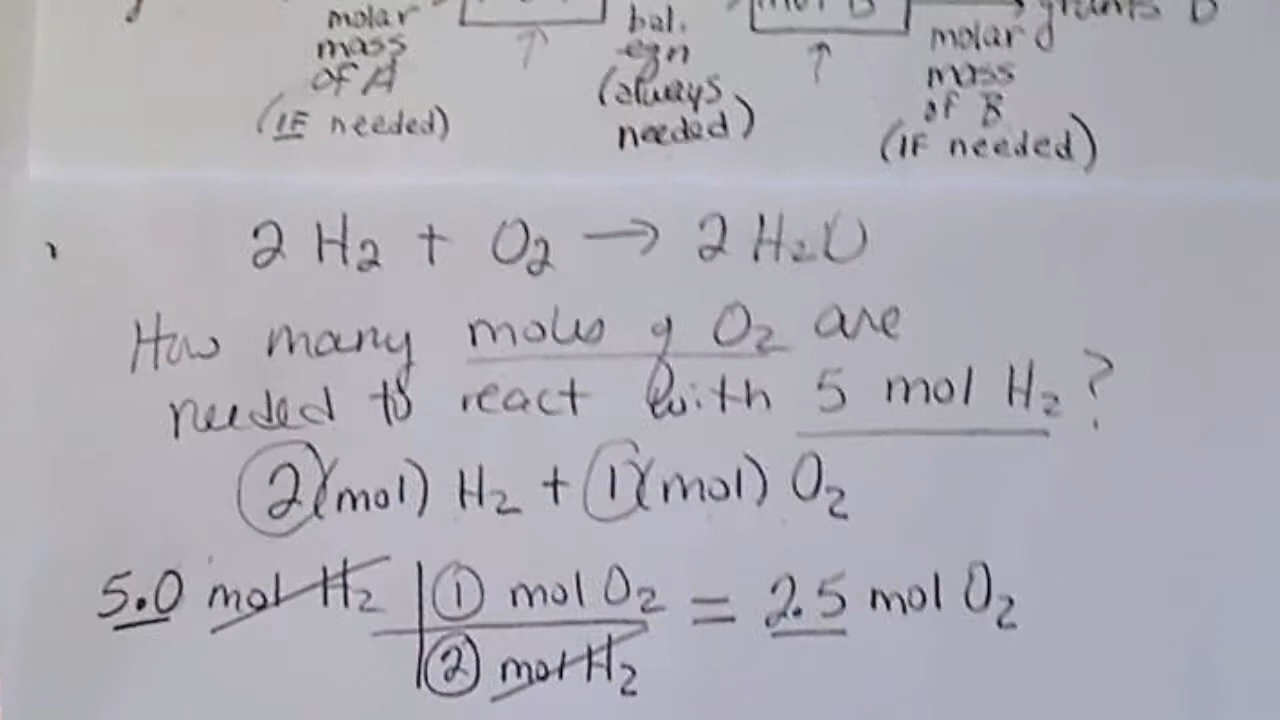 molar
mass
of A
(IF needed)
bal.
eqn
(always
needed)
molar
mass
of B
(IF needed)
2 H2 + O2 → 2 H2O
How many moles of O2 are
needed to react with 5 mol H2?
2(mol) H2 + 1(mol) O2
5.0 mol H2 | 1 mol O2 = 2.5 mol O2
2 mol H2